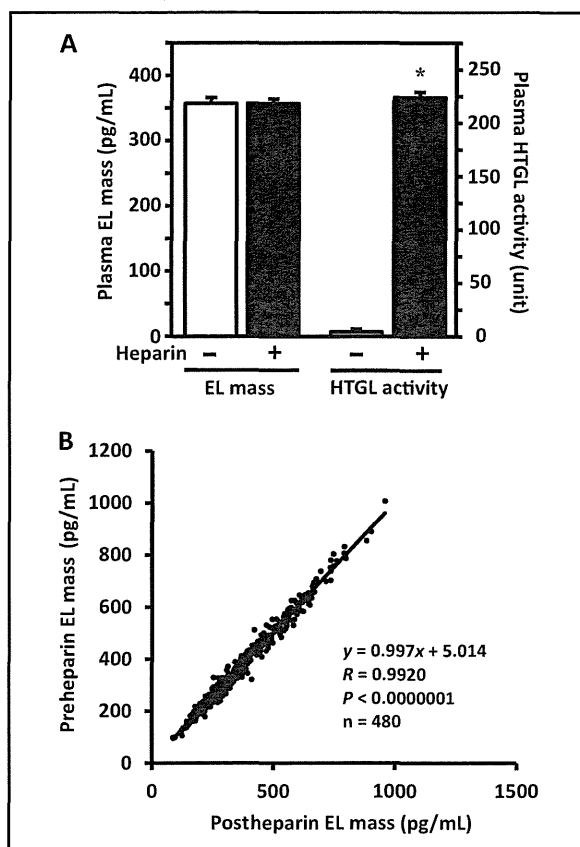 A
Plasma EL mass (pg/mL)
400
300
200
100
0
Plasma HTGL activity (unit)
250
200
150
100
50
0
*
Heparin − + − +
EL mass HTGL activity
B
Preheparin EL mass (pg/mL)
1200
1000
800
600
400
200
0
y = 0.997x + 5.014
R = 0.9920
P < 0.0000001
n = 480
0 500 1000 1500
Postheparin EL mass (pg/mL)